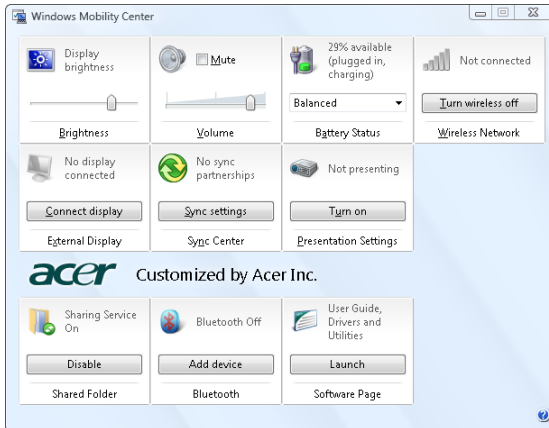 Windows Mobility Center
Display
brightness
Brightness
Mute
Volume
29% available
(plugged in,
charging)
Balanced
Battery Status
Not connected
Turn wireless off
Wireless Network
No display
connected
Connect display
External Display
No sync
partnerships
Sync settings
Sync Center
Not presenting
Turn on
Presentation Settings
acer Customized by Acer Inc.
Sharing Service
On
Disable
Shared Folder
Bluetooth Off
Add device
Bluetooth
User Guide,
Drivers and
Utilities
Launch
Software Page